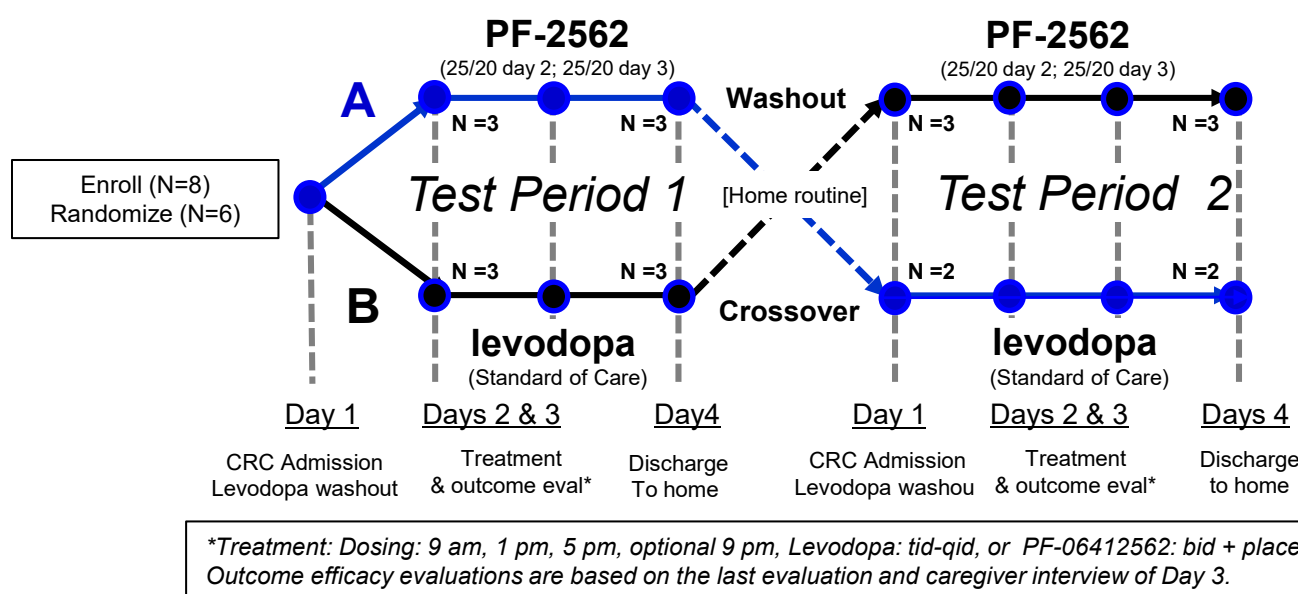 PF-2562
(25/20 day 2; 25/20 day 3)
PF-2562
(25/20 day 2; 25/20 day 3)
A
Washout
N =3
N =3
N =3
N =3
Enroll (N=8)
Randomize (N=6)
Test Period 1
[Home routine]
Test Period 2
N =3
N =3
N =2
N =2
B
Crossover
levodopa
(Standard of Care)
levodopa
(Standard of Care)
Day 1
Days 2 & 3
Day4
Day 1
Days 2 & 3
Days 4
CRC Admission
Levodopa washout
Treatment
& outcome eval*
Discharge
To home
CRC Admission
Levodopa washou
Treatment
& outcome eval*
Discharge
to home
*Treatment: Dosing: 9 am, 1 pm, 5 pm, optional 9 pm, Levodopa: tid-qid, or PF-06412562: bid + place
Outcome efficacy evaluations are based on the last evaluation and caregiver interview of Day 3.